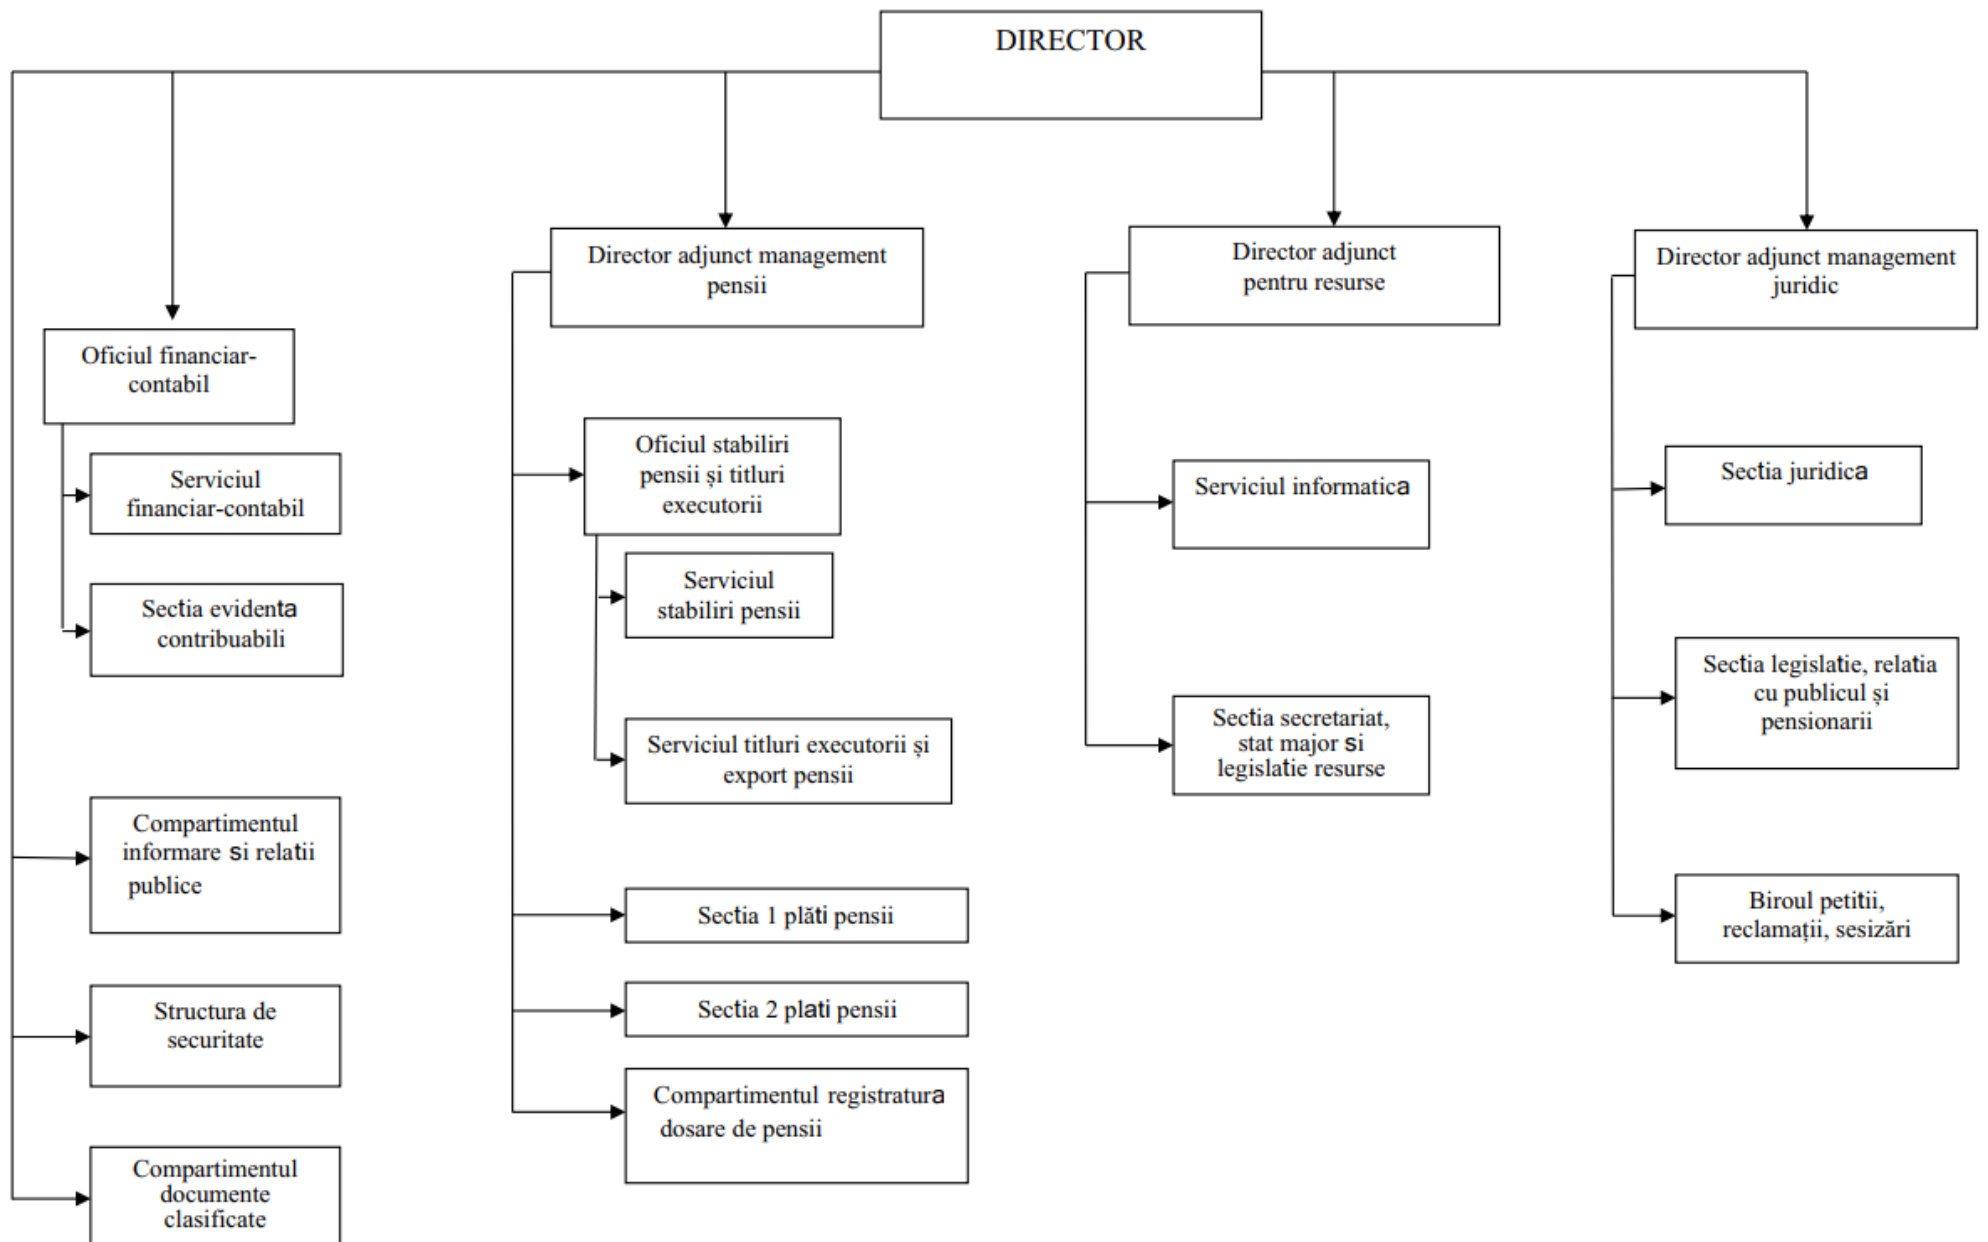 DIRECTOR
Oficiul financiar-
contabil
Serviciul
financiar-contabil
Sectia evidenta
contribuabili
Compartimentul
informare si relatii
publice
Structura de
securitate
Compartimentul
documente
clasificate
Director adjunct management
pensii
Oficiul stabiliri
pensii și titluri
executorii
Serviciul
stabiliri pensii
Serviciul titluri executorii și
export pensii
Sectia 1 plăti pensii
Sectia 2 plati pensii
Compartimentul registratura
dosare de pensii
Director adjunct
pentru resurse
Serviciul informatica
Sectia secretariat,
stat major si
legislatie resurse
Director adjunct management
juridic
Sectia juridica
Sectia legislatie, relatia
cu publicul și
pensionarii
Biroul petitii,
reclamații, sesizări